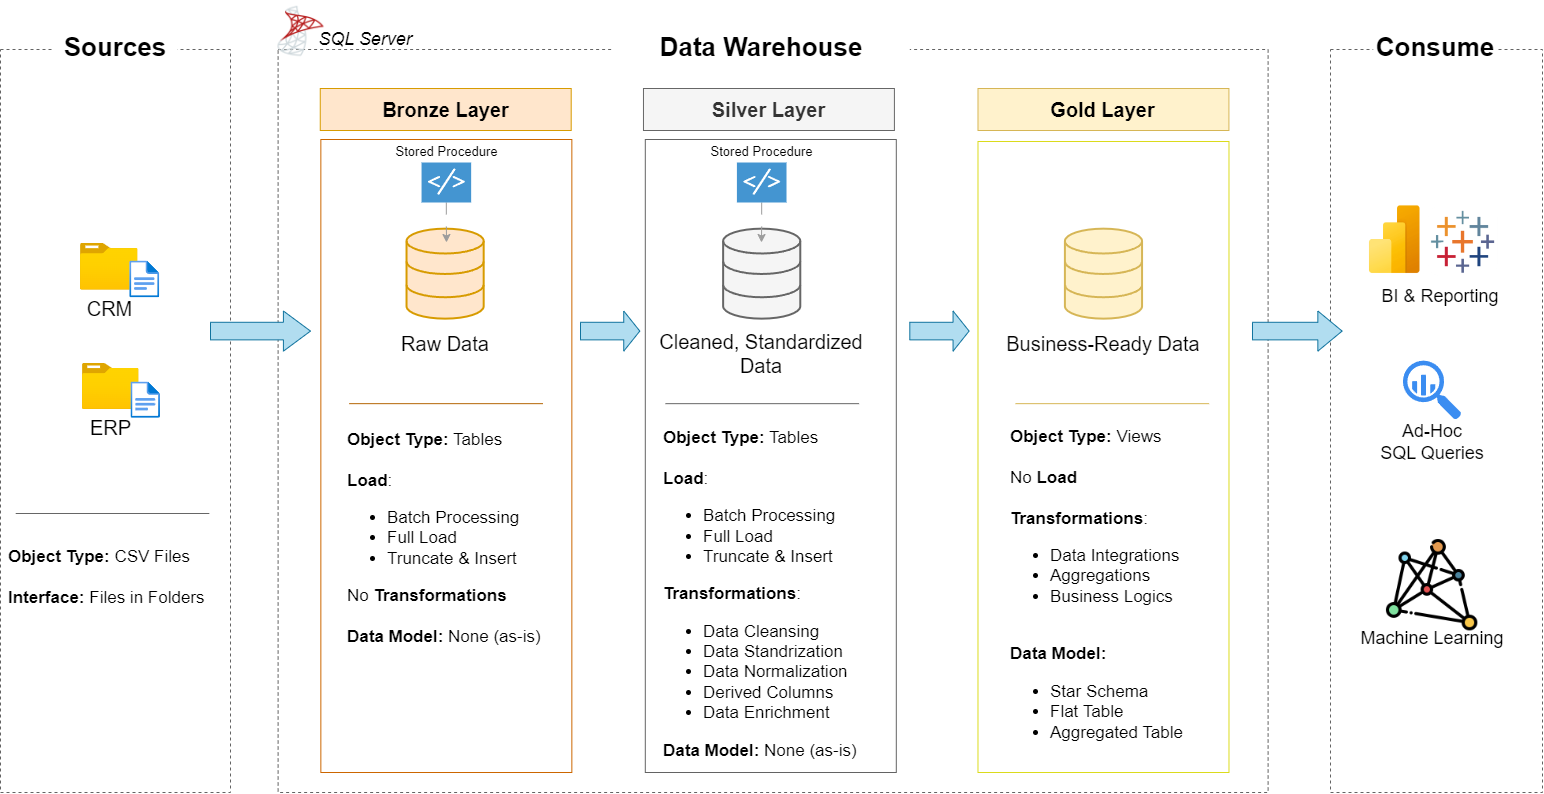 Sources
CRM
ERP
Object Type: CSV Files
Interface: Files in Folders
SQL Server
Data Warehouse
Bronze Layer
Stored Procedure
Raw Data
Object Type: Tables
Load:
Batch Processing
Full Load
Truncate & Insert
No Transformations
Data Model: None (as-is)
Silver Layer
Stored Procedure
Cleaned, Standardized
Data
Object Type: Tables
Load:
Batch Processing
Full Load
Truncate & Insert
Transformations:
Data Cleansing
Data Standrization
Data Normalization
Derived Columns
Data Enrichment
Data Model: None (as-is)
Gold Layer
Business-Ready Data
Object Type: Views
No Load
Transformations:
Data Integrations
Aggregations
Business Logics
Data Model:
Star Schema
Flat Table
Aggregated Table
Consume
BI & Reporting
Ad-Hoc
SQL Queries
Machine Learning